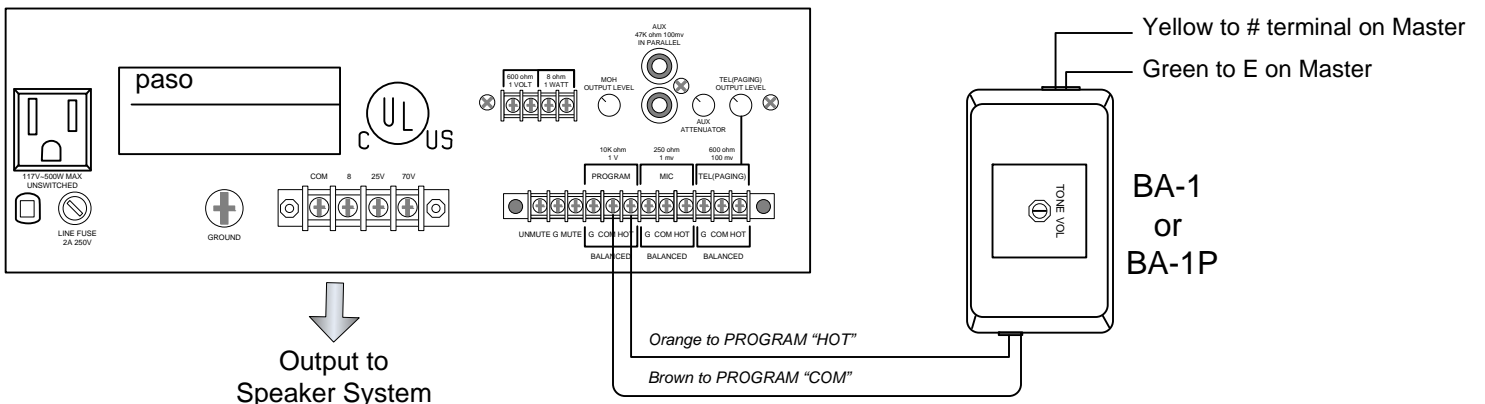 paso
C UL US
117V~500W MAX
UNSWITCHED
LINE FUSE
2A 250V
GROUND
COM 8 25V 70V
600 ohm
1 VOLT
8 ohm
1 WATT
MOH
OUTPUT LEVEL
AUX
47K ohm 100mv
IN PARALLEL
AUX
ATTENUATOR
TEL(PAGING)
OUTPUT LEVEL
10K ohm
1 V
PROGRAM
250 ohm
1 mv
MIC
600 ohm
100 mv
TEL(PAGING)
UNMUTE G MUTE
G COM HOT
BALANCED
G COM HOT
BALANCED
G COM HOT
BALANCED
Output to
Speaker System
Yellow to # terminal on Master
Green to E on Master
TONE VOL
BA-1
or
BA-1P
Orange to PROGRAM “HOT”
Brown to PROGRAM “COM”